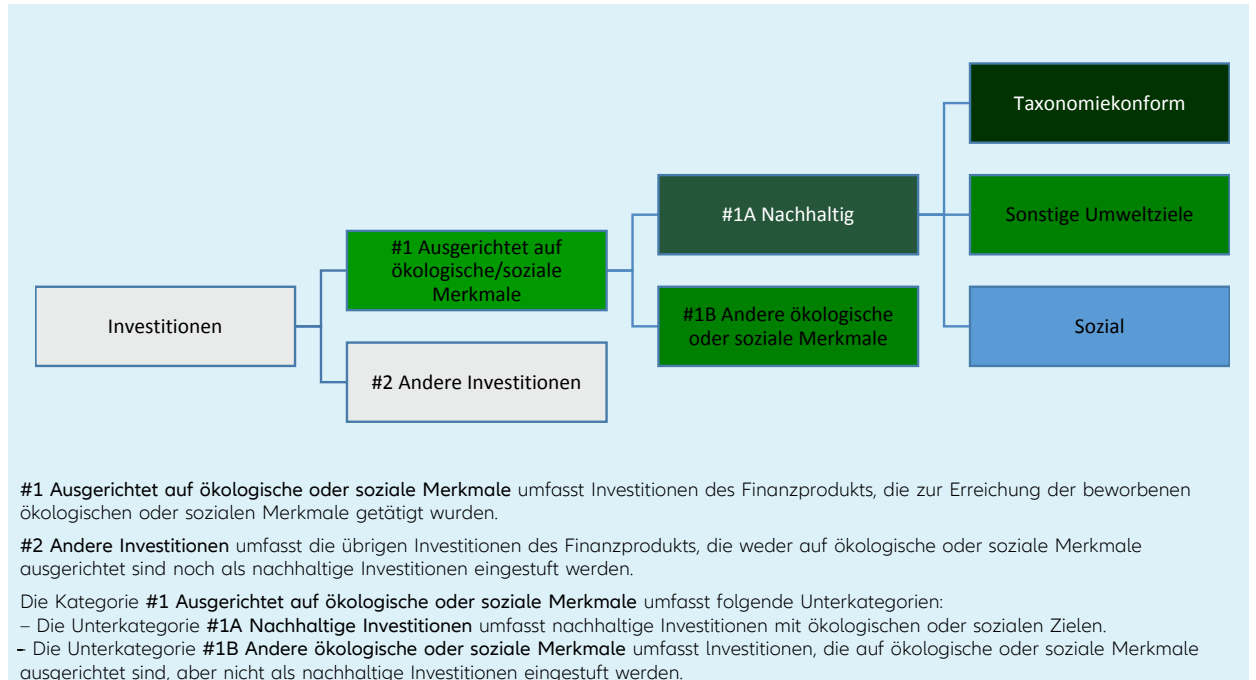 Taxonomiekonform
#1A Nachhaltig
Sonstige Umweltziele
#1 Ausgerichtet auf
ökologische/soziale
Merkmale
Investitionen
#1B Andere ökologische
oder soziale Merkmale
Sozial
#2 Andere Investitionen
#1 Ausgerichtet auf ökologische oder soziale Merkmale umfasst Investitionen des Finanzprodukts, die zur Erreichung der beworbenen
ökologischen oder sozialen Merkmale getätigt wurden.
#2 Andere Investitionen umfasst die übrigen Investitionen des Finanzprodukts, die weder auf ökologische oder soziale Merkmale
ausgerichtet sind noch als nachhaltige Investitionen eingestuft werden.
Die Kategorie #1 Ausgerichtet auf ökologische oder soziale Merkmale umfasst folgende Unterkategorien:
– Die Unterkategorie #1A Nachhaltige Investitionen umfasst nachhaltige Investitionen mit ökologischen oder sozialen Zielen.
- Die Unterkategorie #1B Andere ökologische oder soziale Merkmale umfasst Investitionen, die auf ökologische oder soziale Merkmale
ausgerichtet sind, aber nicht als nachhaltige Investitionen eingestuft werden.